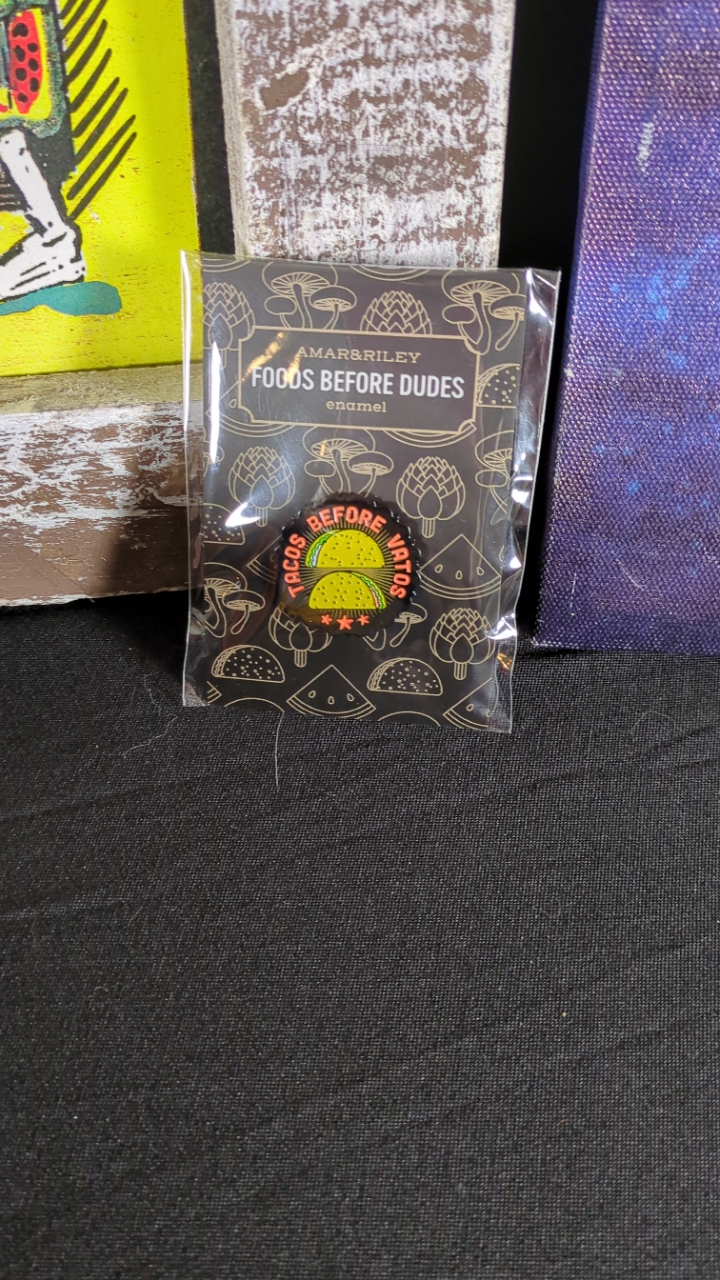 AMAR&RILEY
FOODS BEFORE DUDES
enamel
TACOS BEFORE VATOS